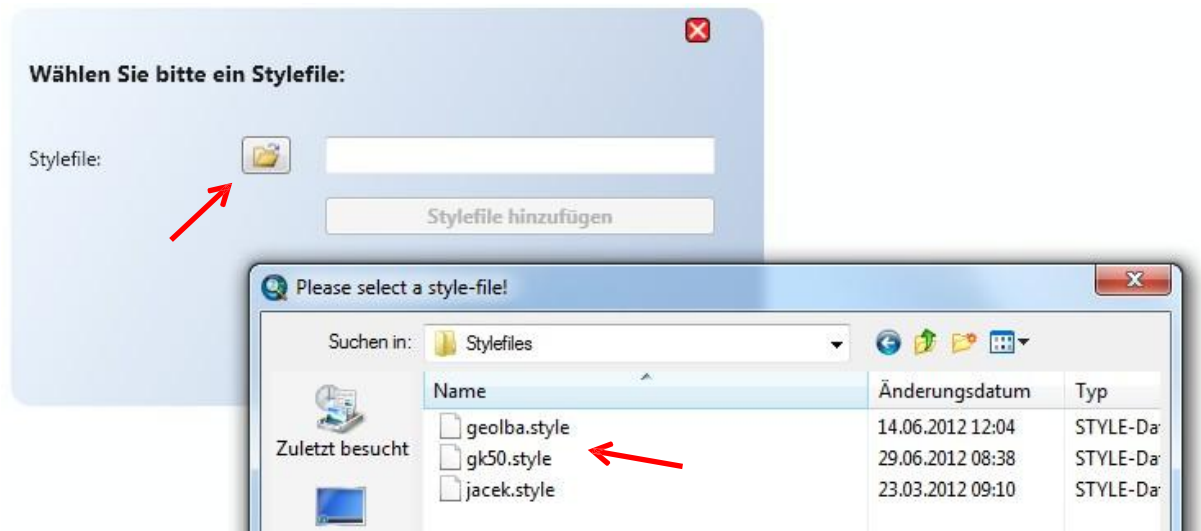 Wählen Sie bitte ein Stylefile:
Stylefile:
Stylefile hinzufügen
Please select a style-file!
Suchen in: Stylefiles
Name Änderungsdatum Typ
geolba.style 14.06.2012 12:04 STYLE-Da
gk50.style 29.06.2012 08:38 STYLE-Da
jacek.style 23.03.2012 09:10 STYLE-Da
Zuletzt besucht